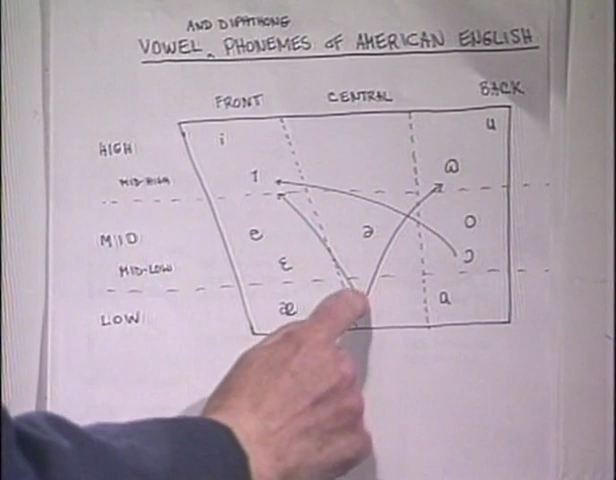 AND DIPHTHONG
VOWEL ‸ PHONEMES OF AMERICAN ENGLISH
FRONT CENTRAL BACK
HIGH i u
MID-HIGH ɪ ɷ
MID e ə o
MID-LOW ɛ ɔ
LOW æ a